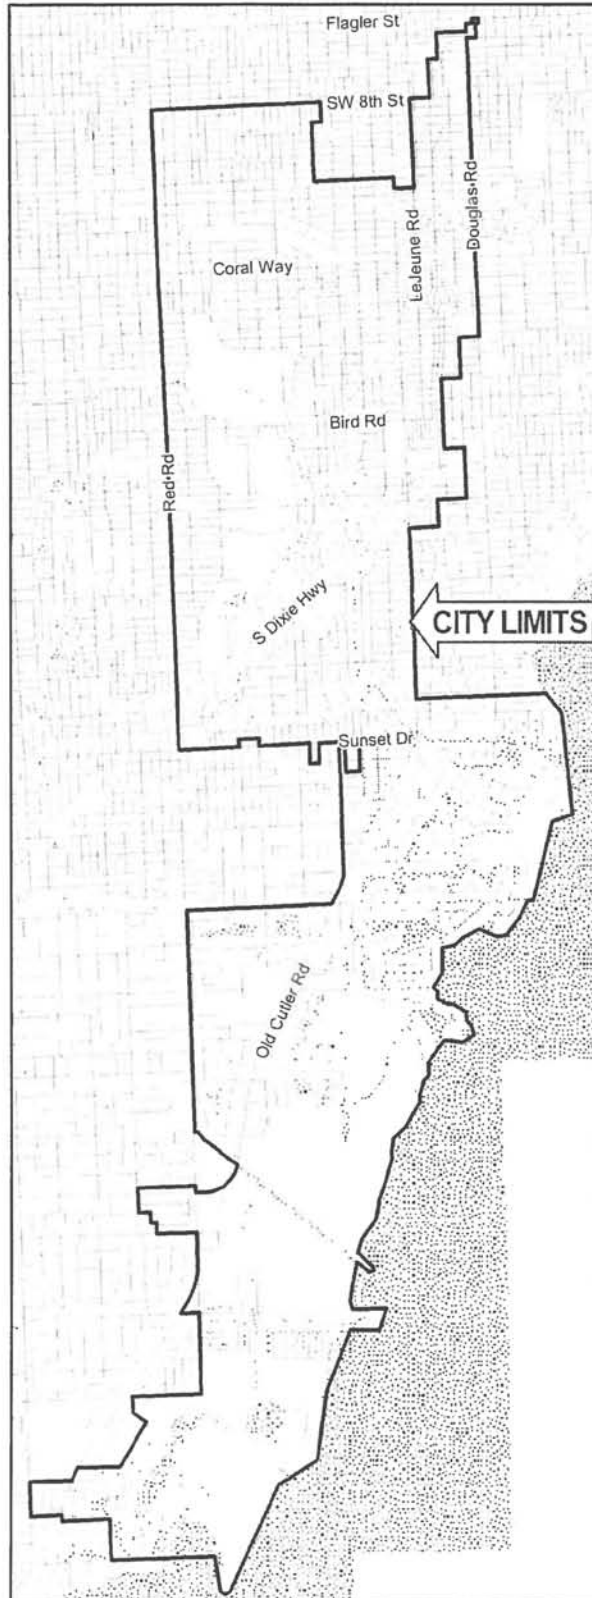 Flagler St
SW 8th St
Douglas Rd
LeJeune Rd
Coral Way
Bird Rd
Red Rd
S Dixie Hwy
CITY LIMITS
Sunset Dr
Old Cutler Rd